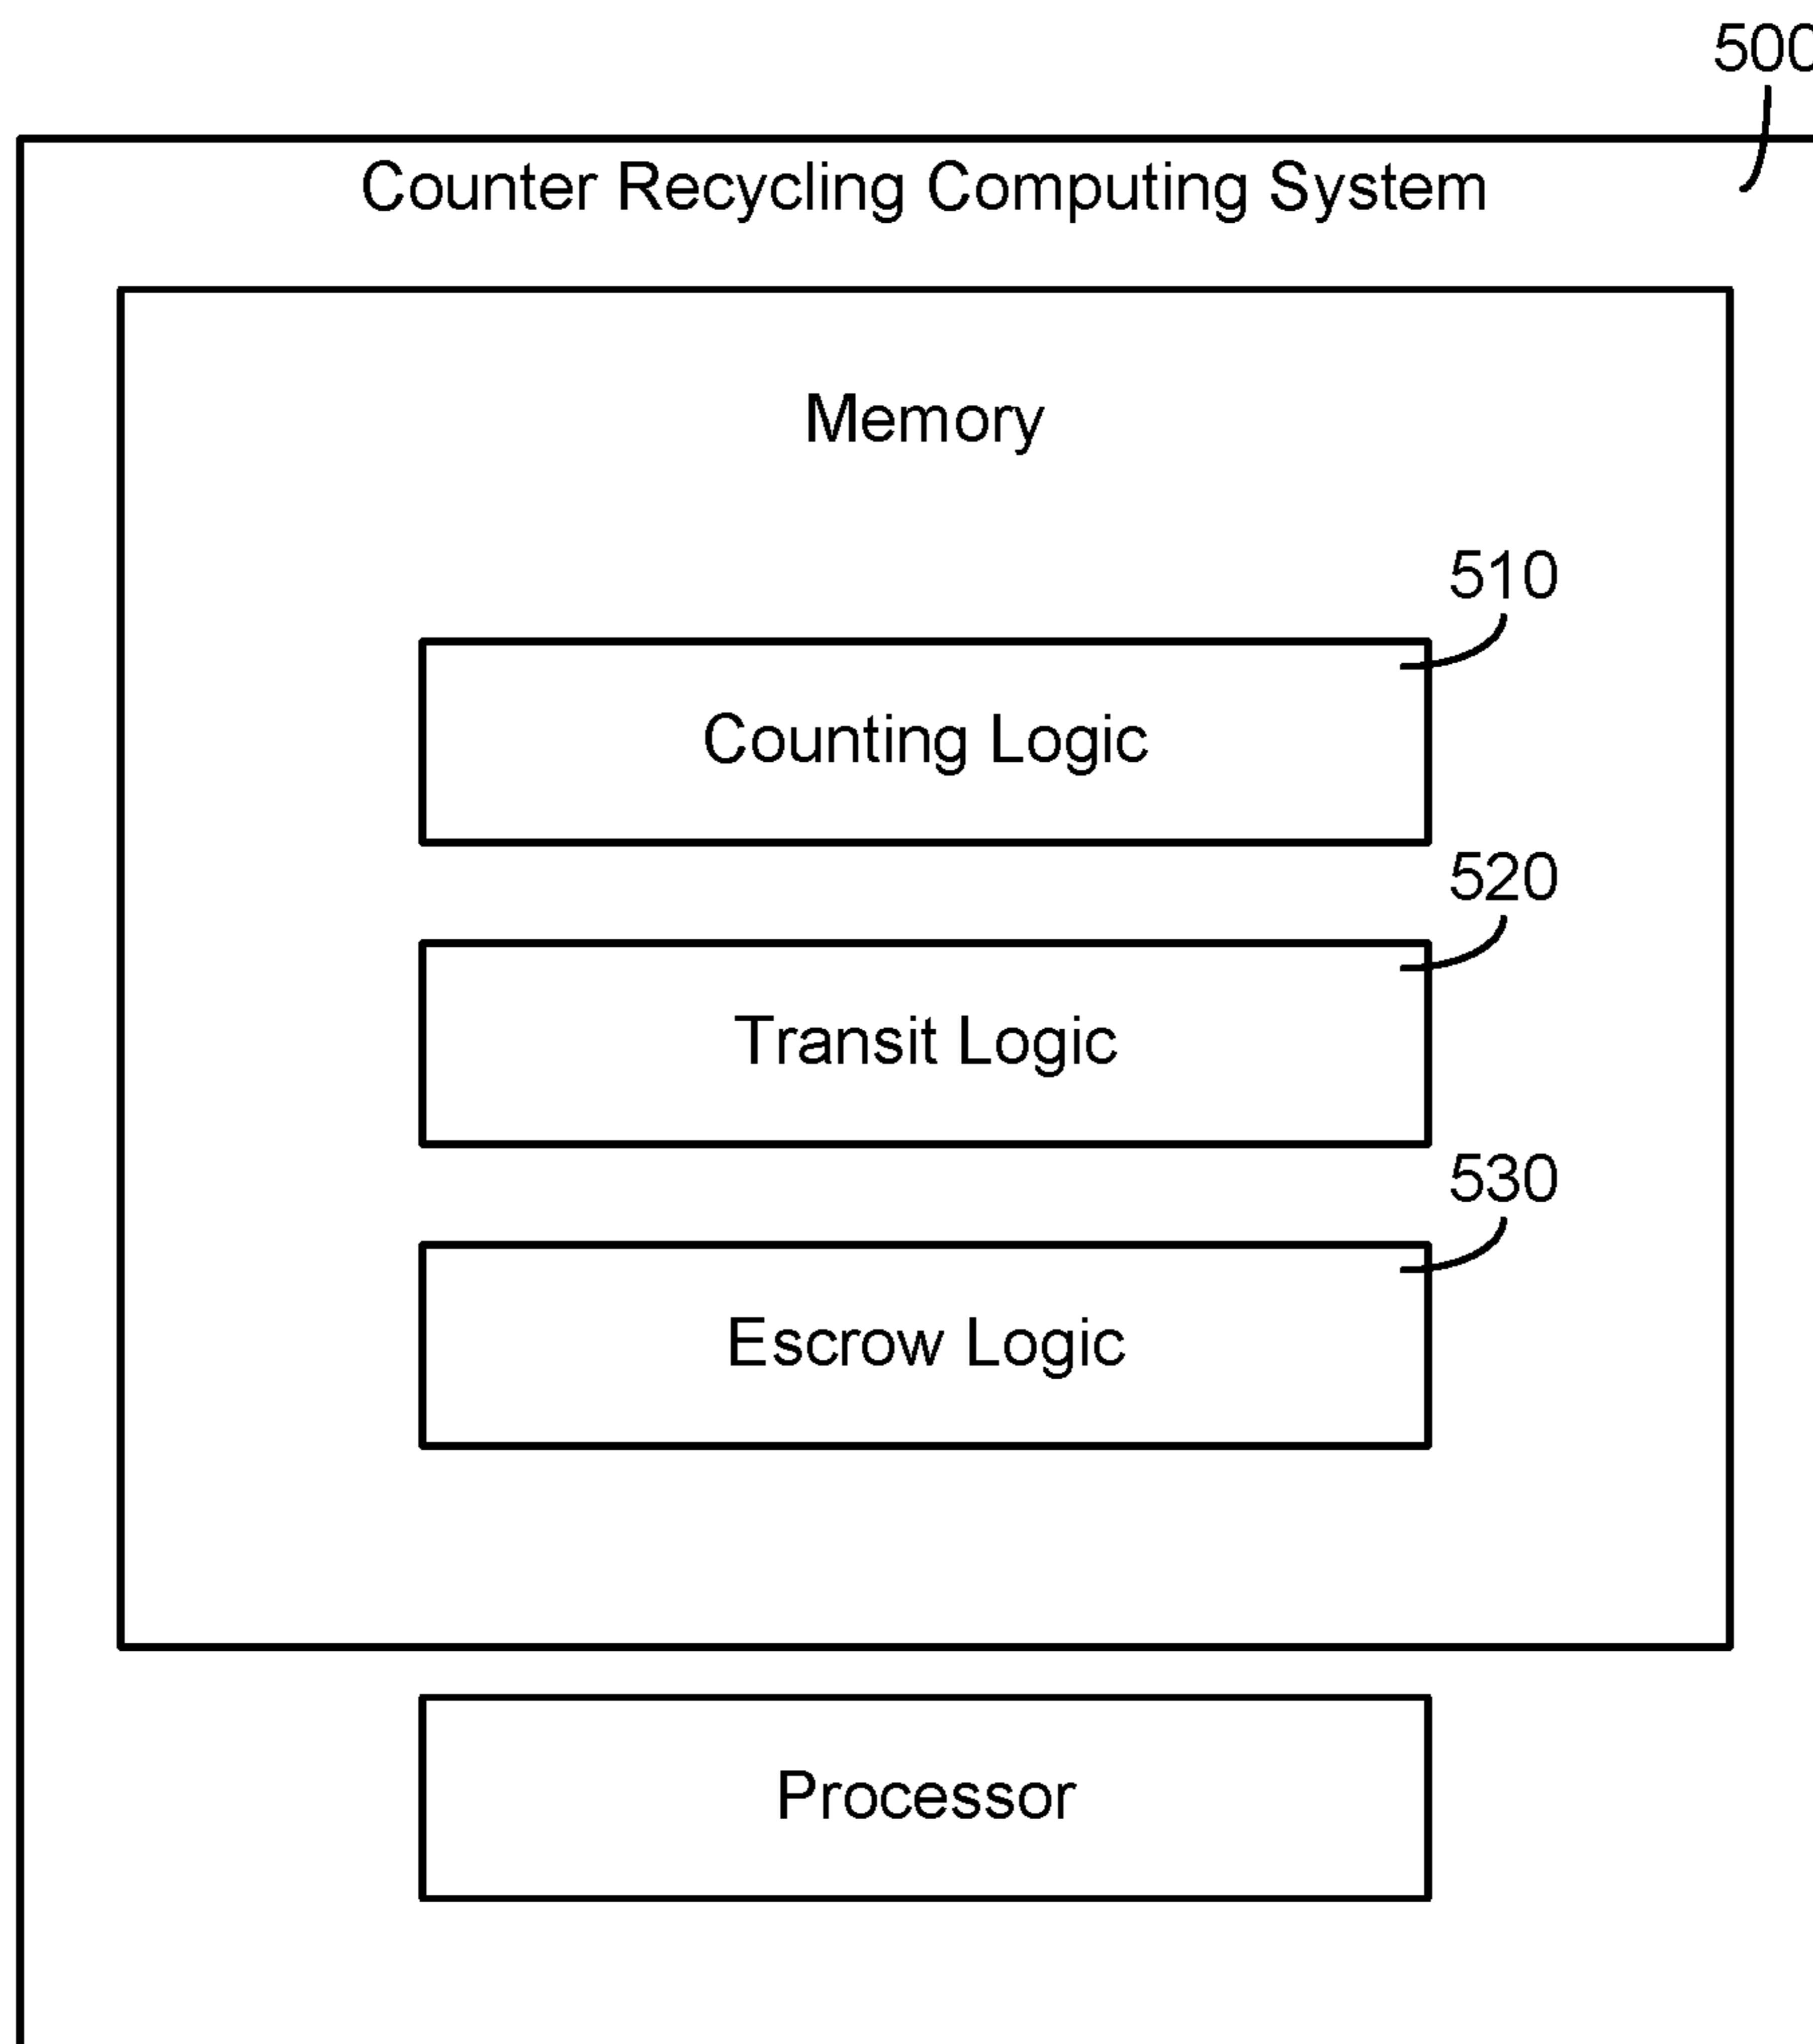 500
Counter Recycling Computing System
Memory
510
Counting Logic
520
Transit Logic
530
Escrow Logic
Processor